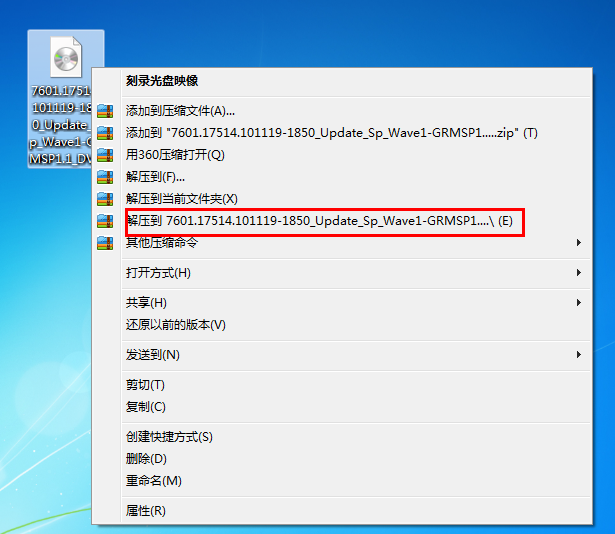 7601.17514.
101119-185
0_Update_S
p_Wave1-G
MSP1.1_DV
刻录光盘映像
添加到压缩文件(A)...
添加到 "7601.17514.101119-1850_Update_Sp_Wave1-GRMSP1.....zip" (T)
用360压缩打开(Q)
解压到(F)...
解压到当前文件夹(X)
解压到 7601.17514.101119-1850_Update_Sp_Wave1-GRMSP1....\ (E)
其他压缩命令
打开方式(H)
共享(H)
还原以前的版本(V)
发送到(N)
剪切(T)
复制(C)
创建快捷方式(S)
删除(D)
重命名(M)
属性(R)